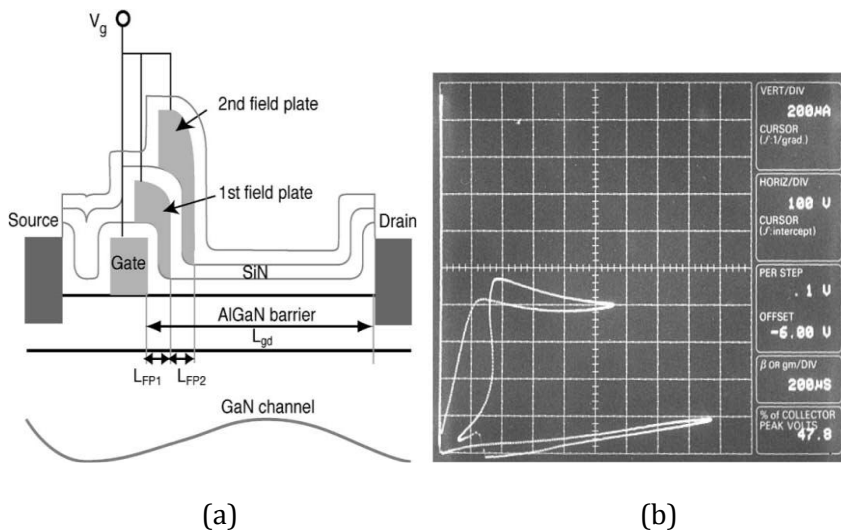 Vg
2nd field plate
1st field plate
Source
Drain
Gate
SiN
AlGaN barrier
Lgd
LFP1
LFP2
GaN channel
(a)
VERT/DIV
200µA
CURSOR
(ƒ:1/grad.)
HORIZ/DIV
100 V
CURSOR
(ƒ:intercept)
PER STEP
.1 V
OFFSET
-6.00 V
β OR gm/DIV
200µS
% of COLLECTOR
PEAK VOLTS
47.8
(b)